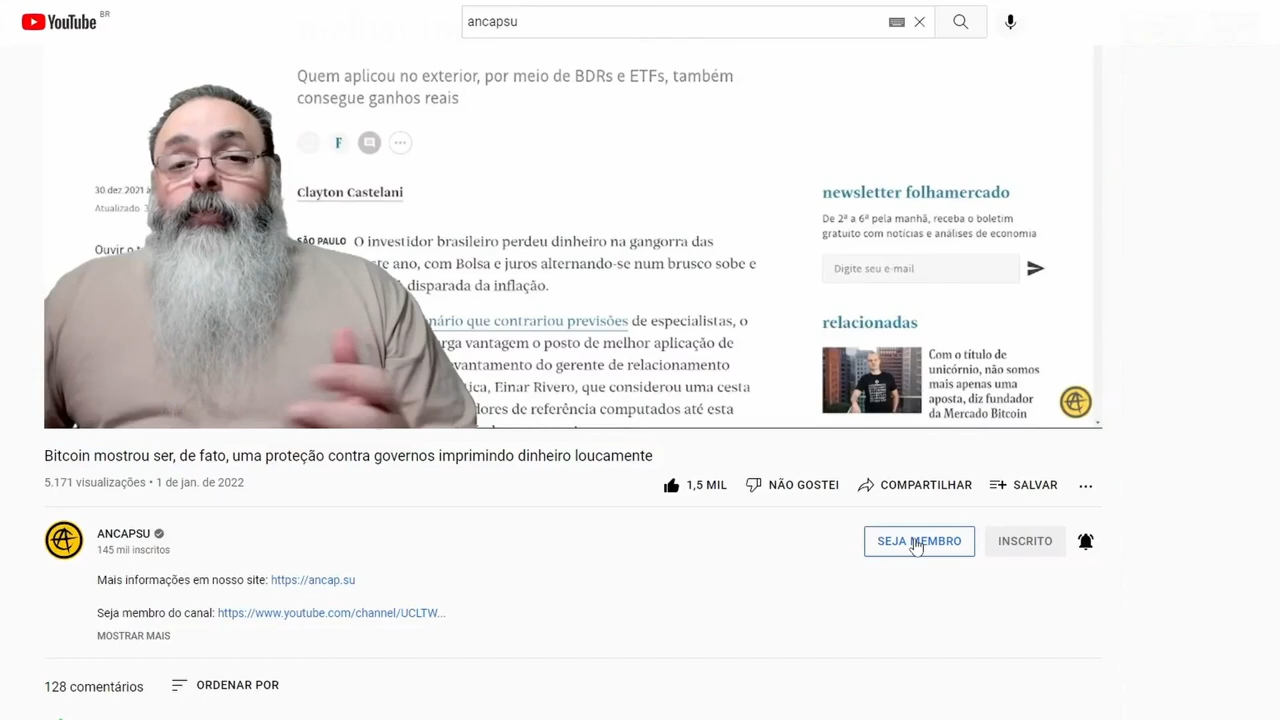 YouTube BR
ancapsu
Quem aplicou no exterior, por meio de BDRs e ETFs, também
consegue ganhos reais
F
30 dez 2021
Atualizado
Clayton Castelani
Ouvir o
SÃO PAULO O investidor brasileiro perdeu dinheiro na gangorra das
ste ano, com Bolsa e juros alternando-se num brusco sobe e
disparada da inflação.
nário que contrariou previsões de especialistas, o
rga vantagem o posto de melhor aplicação de
vantamento do gerente de relacionamento
ica, Einar Rivero, que considerou uma cesta
dores de referência computados até esta
newsletter folhamercado
De 2ª a 6ª pela manhã, receba o boletim
gratuito com notícias e análises de economia
Digite seu e-mail
relacionadas
Com o título de
unicórnio, não somos
mais apenas uma
aposta, diz fundador
da Mercado Bitcoin
Bitcoin mostrou ser, de fato, uma proteção contra governos imprimindo dinheiro loucamente
5.171 visualizações • 1 de jan. de 2022
1,5 MIL
NÃO GOSTEI
COMPARTILHAR
SALVAR
ANCAPSU
145 mil inscritos
SEJA MEMBRO
INSCRITO
Mais informações em nosso site: https://ancap.su
Seja membro do canal: https://www.youtube.com/channel/UCLTW...
MOSTRAR MAIS
128 comentários
ORDENAR POR